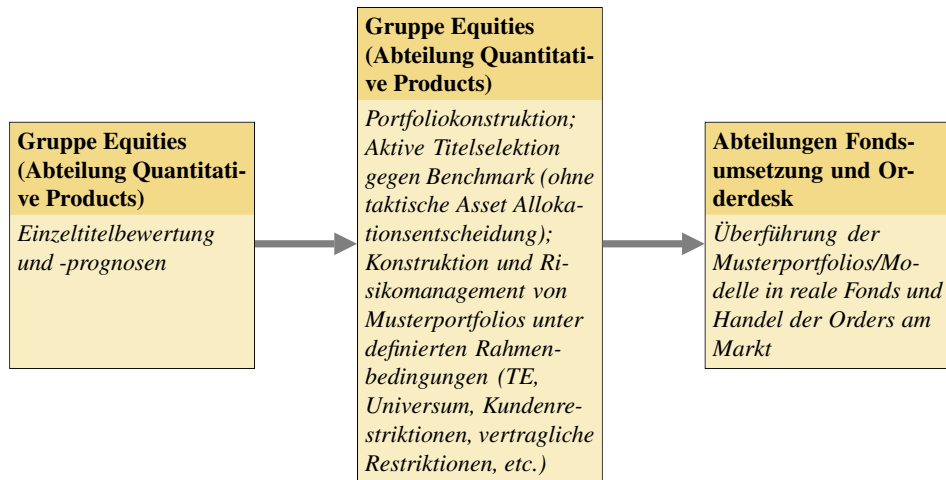 Gruppe Equities
(Abteilung Quantitati-
ve Products)
Einzeltitelbewertung
und -prognosen
Gruppe Equities
(Abteilung Quantitati-
ve Products)
Portfoliokonstruktion;
Aktive Titelselektion
gegen Benchmark (ohne
taktische Asset Alloka-
tionsentscheidung);
Konstruktion und Ri-
sikomanagement von
Musterportfolios unter
definierten Rahmen-
bedingungen (TE,
Universum, Kundenre-
striktionen, vertragliche
Restriktionen, etc.)
Abteilungen Fonds-
umsetzung und Or-
derdesk
Überführung der
Musterportfolios/Mo-
delle in reale Fonds und
Handel der Orders am
Markt